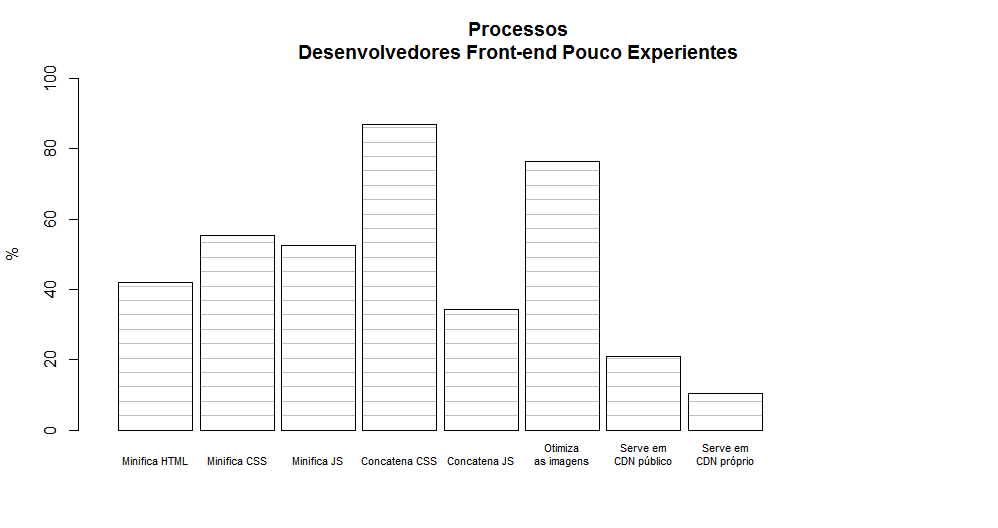 Processos
Desenvolvedores Front-end Pouco Experientes
%
100
80
60
40
20
0
Minifica HTML
Minifica CSS
Minifica JS
Concatena CSS
Concatena JS
Otimiza
as imagens
Serve em
CDN público
Serve em
CDN próprio